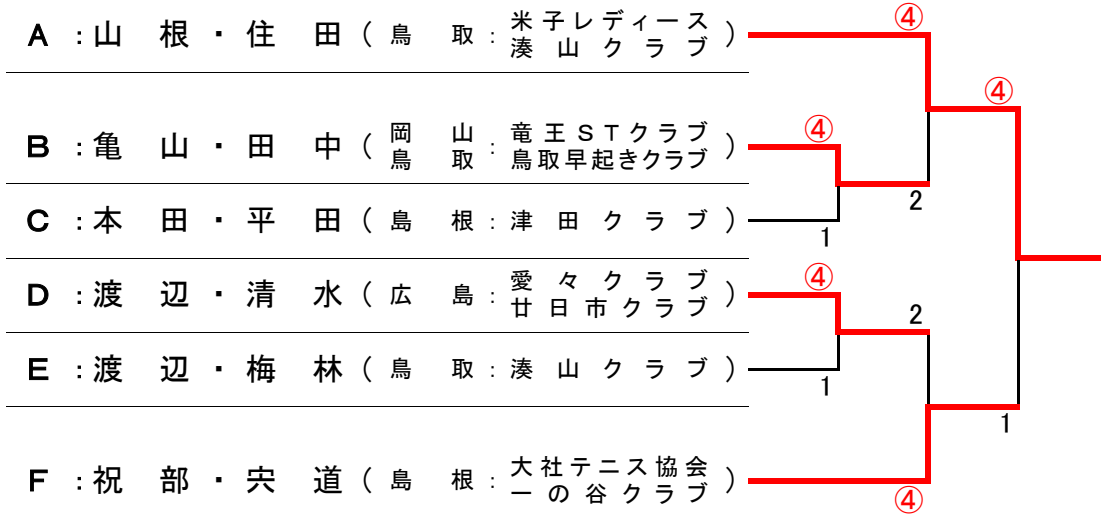 ④
A：山根・住田（鳥取：米子レディース
湊山クラブ）
④
④
B：亀山・田中（岡山：竜王STクラブ
鳥取：鳥取早起きクラブ）
2
C：本田・平田（島根：津田クラブ）
1
④
D：渡辺・清水（広島：愛々クラブ
廿日市クラブ）
2
E：渡辺・梅林（鳥取：湊山クラブ）
1
1
F：祝部・宍道（島根：大社テニス協会
一の谷クラブ）
④